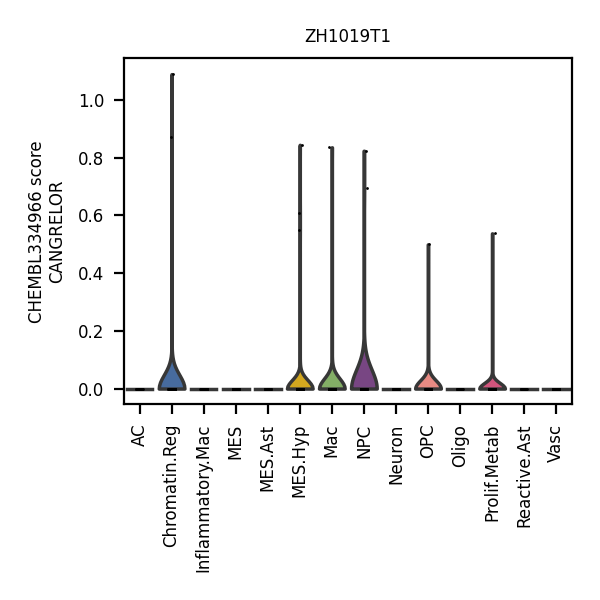 ZH1019T1
CHEMBL334966 score
CANGRELOR
1.0
0.8
0.6
0.4
0.2
0.0
AC
Chromatin.Reg
Inflammatory.Mac
MES
MES.Ast
MES.Hyp
Mac
NPC
Neuron
OPC
Oligo
Prolif.Metab
Reactive.Ast
Vasc